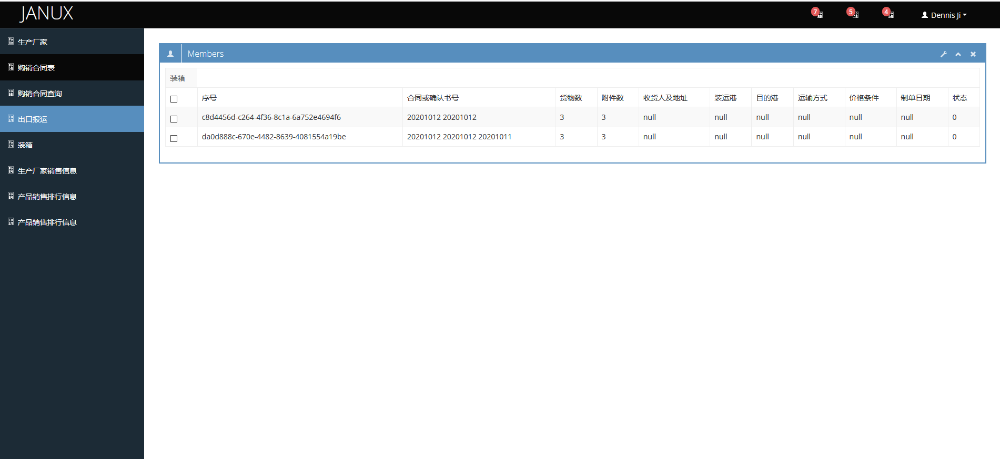 JANUX
7
5
4
Dennis Ji
生产厂家
购销合同表
购销合同查询
出口报运
装箱
生产厂家销售信息
产品销售排行信息
产品销售排行信息
Members
装箱
序号 合同或确认书号 货物数 附件数 收货人及地址 装运港 目的港 运输方式 价格条件 制单日期 状态
c8d4456d-c264-4f36-8c1a-6a752e4694f6 20201012 20201012 3 3 null null null null null null 0
da0d888c-670e-4482-8639-4081554a19be 20201012 20201012 20201011 3 3 null null null null null null 0